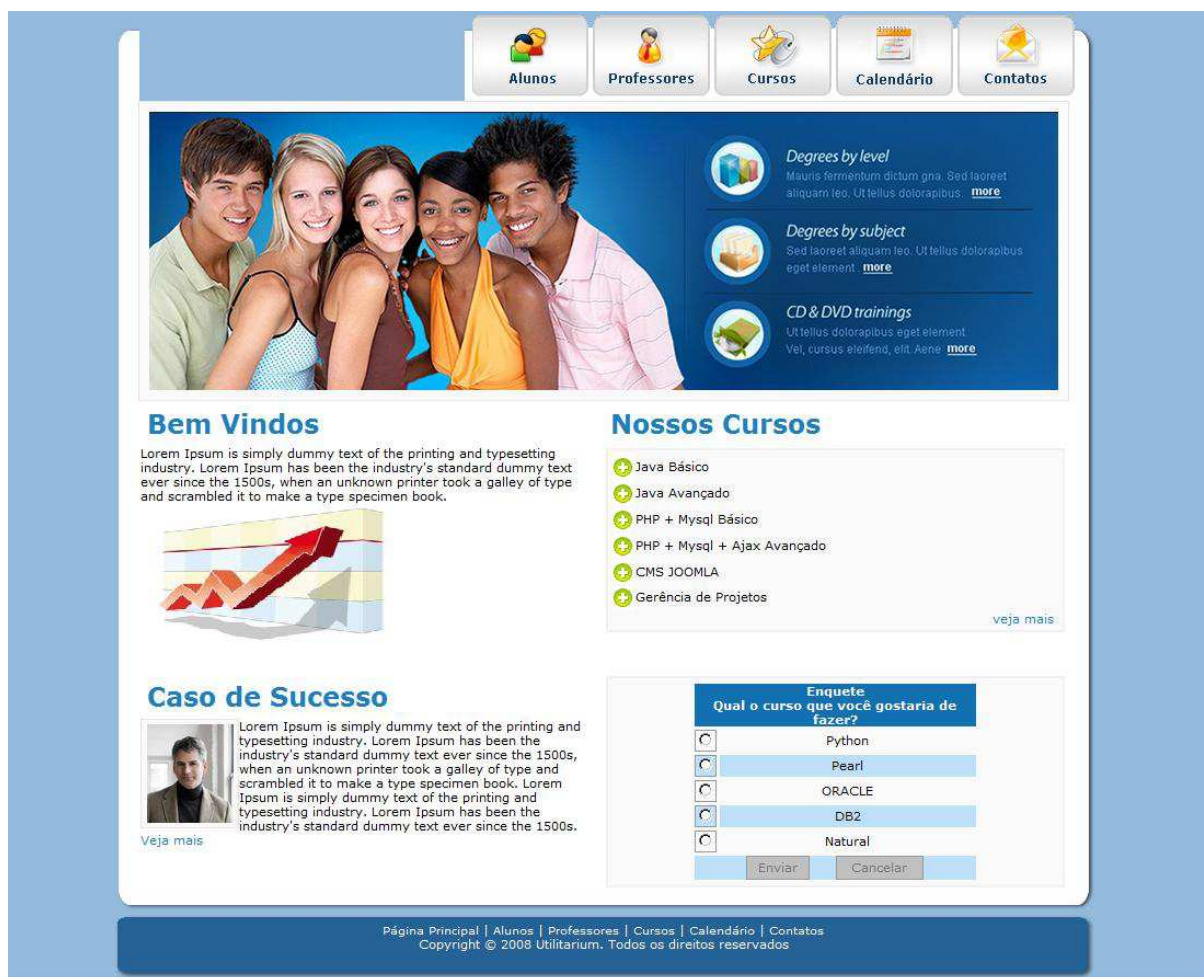 Alunos
Professores
Cursos
Calendário
Contatos
Degrees by level
Mauris fermentum dictum gna. Sed laoreet
aliquam leo. Ut tellus dolorapibus. more
Degrees by subject
Sed laoreet aliquam leo. Ut tellus dolorapibus
eget element more
CD & DVD trainings
Ut tellus dolorapibus eget element
Vel, cursus eleifend, elit. Aene more
Bem Vindos
Lorem Ipsum is simply dummy text of the printing and typesetting
industry. Lorem Ipsum has been the industry's standard dummy text
ever since the 1500s, when an unknown printer took a galley of type
and scrambled it to make a type specimen book.
Nossos Cursos
Java Básico
Java Avançado
PHP + Mysql Básico
PHP + Mysql + Ajax Avançado
CMS JOOMLA
Gerência de Projetos
veja mais
Caso de Sucesso
Lorem Ipsum is simply dummy text of the printing and
typesetting industry. Lorem Ipsum has been the
industry's standard dummy text ever since the 1500s,
when an unknown printer took a galley of type and
scrambled it to make a type specimen book. Lorem
Ipsum is simply dummy text of the printing and
typesetting industry. Lorem Ipsum has been the
industry's standard dummy text ever since the 1500s.
Veja mais
Enquete
Qual o curso que você gostaria de
fazer?
Python
Pearl
ORACLE
DB2
Natural
Enviar Cancelar
Página Principal | Alunos | Professores | Cursos | Calendário | Contatos
Copyright © 2008 Utilitarium. Todos os direitos reservados